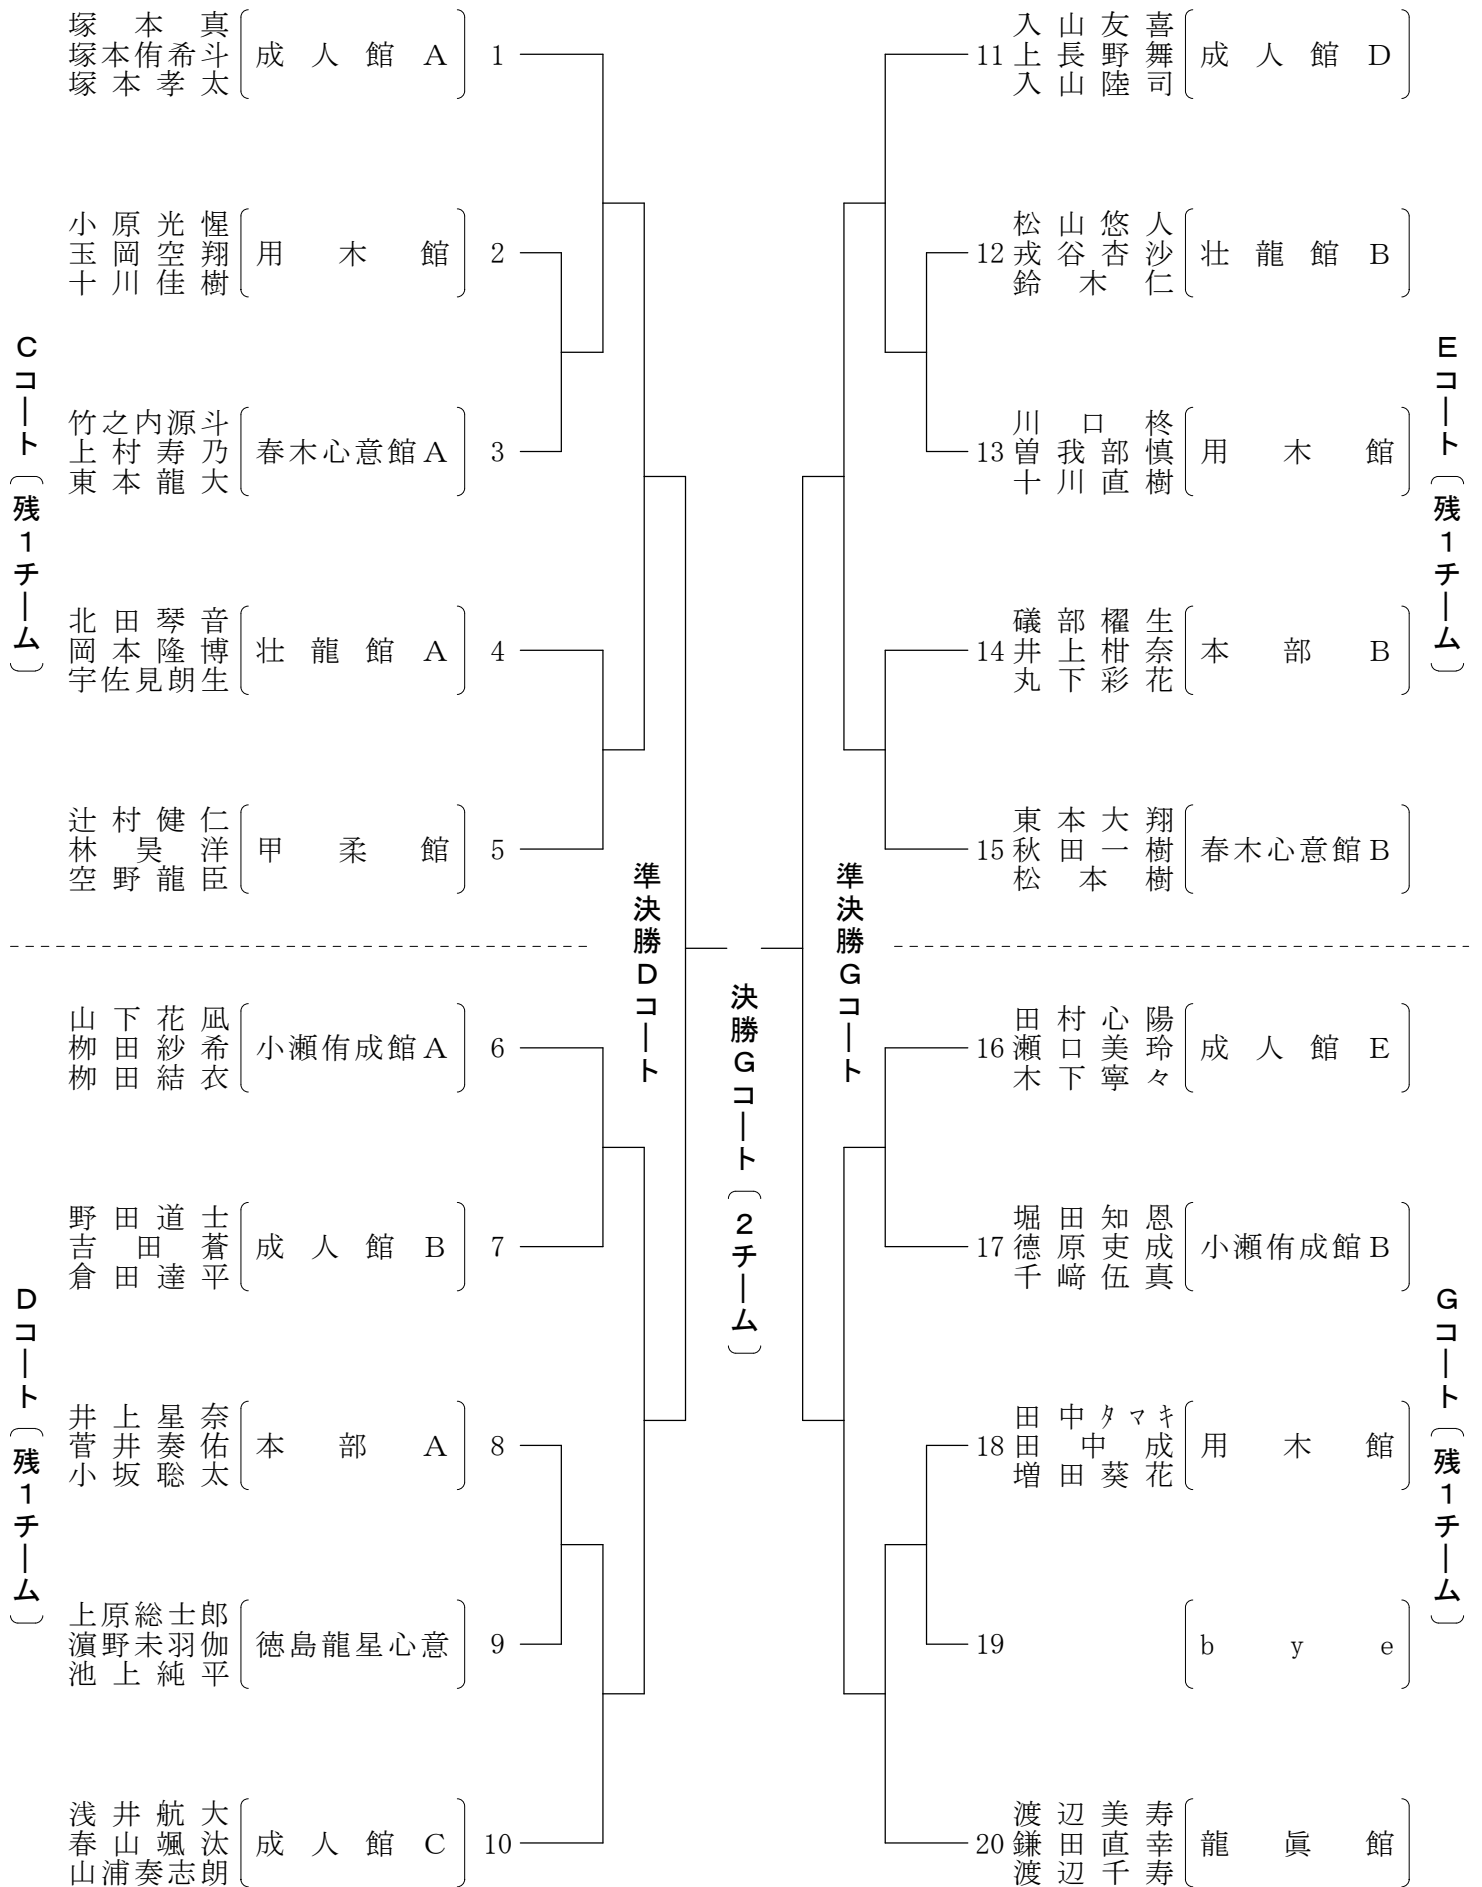 Cコート〔残1チーム〕
塚本真
塚本侑希斗
塚本孝太
成人館A
1
小原光惺
玉岡空翔
十川佳樹
用木館
2
竹之内源斗
上村寿乃
東本龍大
春木心意館A
3
北田琴音
岡本隆博
宇佐見朗生
壮龍館A
4
辻村健仁
林昊洋
空野龍臣
甲柔館
5
Dコート〔残1チーム〕
山下花凪
栁田紗希
栁田結衣
小瀬侑成館A
6
野田道士
吉田蒼
倉田達平
成人館B
7
井上星奈
菅井奏佑
小坂聡太
本部A
8
上原総士郎
濵野未羽伽
池上純平
徳島龍星心意
9
浅井航大
春山颯汰
山浦奏志朗
成人館C
10
準決勝Dコート
決勝Gコート〔2チーム〕
準決勝Gコート
Eコート〔残1チーム〕
11
入山友喜
上長野舞
入山陸司
成人館D
12
松山悠人
戎谷杏沙
鈴木仁
壮龍館B
13
川口柊
曽我部慎
十川直樹
用木館
14
礒部櫂生
井上柑奈
丸下彩花
本部B
15
東本大翔
秋田一樹
松本樹
春木心意館B
Gコート〔残1チーム〕
16
田村心陽
瀬口美玲
木下寧々
成人館E
17
堀田知恩
德原吏成
千﨑伍真
小瀬侑成館B
18
田中タマキ
田中成
増田葵花
用木館
19
bye
20
渡辺美寿
鎌田直幸
渡辺千寿
龍眞館